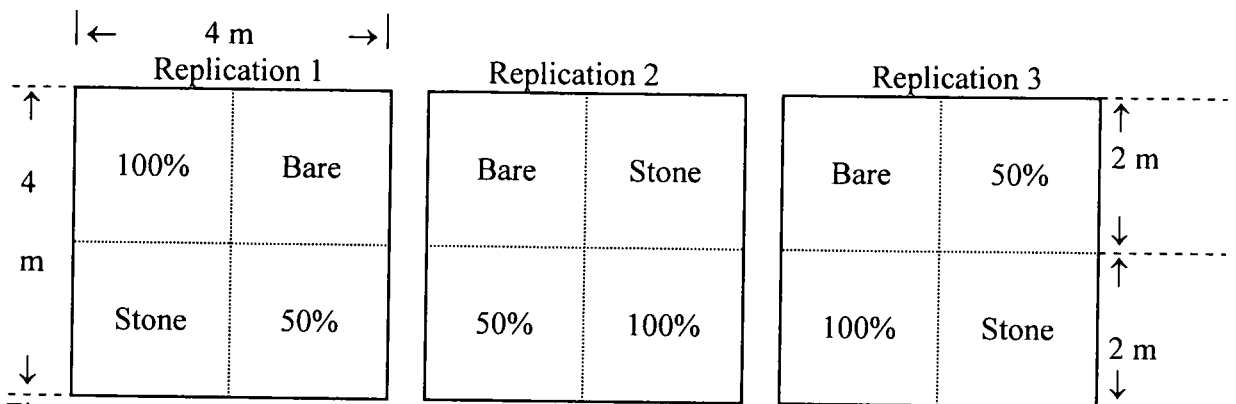 |← 4 m →|
Replication 1 Replication 2 Replication 3
↑ ↑
100% Bare Bare Stone Bare 50% 2 m
4
↓
m ↑
Stone 50% 50% 100% 100% Stone
2 m
↓ ↓